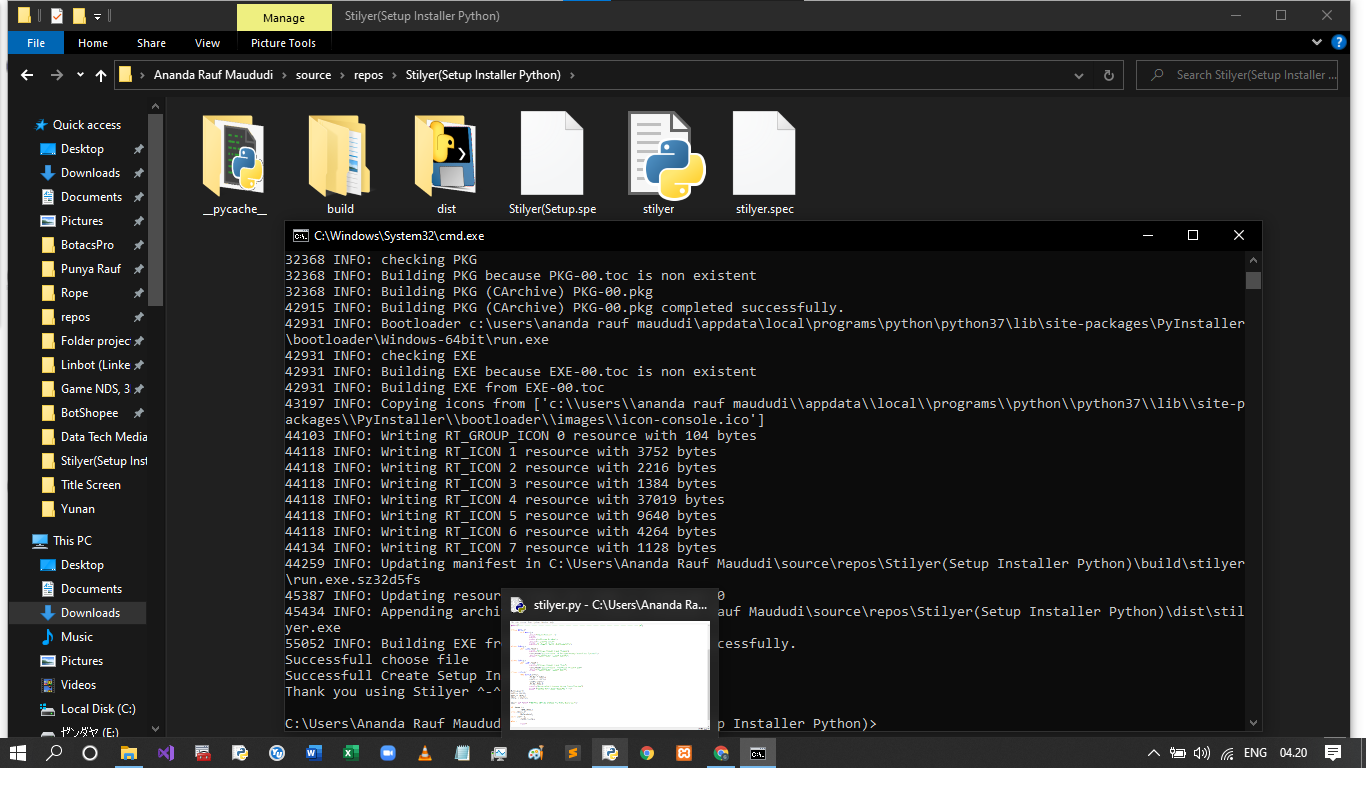 Manage
Stilyer(Setup Installer Python)
File
Home
Share
View
Picture Tools
Ananda Rauf Maududi
source
repos
Stilyer(Setup Installer Python)
Search Stilyer(Setup Installer ...
Quick access
Desktop
Downloads
Documents
Pictures
BotacsPro
Punya Rauf
Rope
repos
Folder projec
Linbot (Linke
Game NDS, 3
BotShopee
Data Tech Media
Stilyer(Setup Inst
Title Screen
Yunan
This PC
Desktop
Documents
Downloads
Music
Pictures
Videos
Local Disk (C:)
ザンダヤ (E:)
__pycache__
build
dist
Stilyer(Setup.spe
stilyer
stilyer.spec
C:\Windows\System32\cmd.exe
32368 INFO: checking PKG
32368 INFO: Building PKG because PKG-00.toc is non existent
32368 INFO: Building PKG (CArchive) PKG-00.pkg
42915 INFO: Building PKG (CArchive) PKG-00.pkg completed successfully.
42931 INFO: Bootloader c:\users\ananda rauf maududi\appdata\local\programs\python\python37\lib\site-packages\PyInstaller
\bootloader\Windows-64bit\run.exe
42931 INFO: checking EXE
42931 INFO: Building EXE because EXE-00.toc is non existent
42931 INFO: Building EXE from EXE-00.toc
43197 INFO: Copying icons from ['c:\\users\\ananda rauf maududi\\appdata\\local\\programs\\python\\python37\\lib\\site-p
ackages\\PyInstaller\\bootloader\\images\\icon-console.ico']
44103 INFO: Writing RT_GROUP_ICON 0 resource with 104 bytes
44118 INFO: Writing RT_ICON 1 resource with 3752 bytes
44118 INFO: Writing RT_ICON 2 resource with 2216 bytes
44118 INFO: Writing RT_ICON 3 resource with 1384 bytes
44118 INFO: Writing RT_ICON 4 resource with 37019 bytes
44118 INFO: Writing RT_ICON 5 resource with 9640 bytes
44118 INFO: Writing RT_ICON 6 resource with 4264 bytes
44134 INFO: Writing RT_ICON 7 resource with 1128 bytes
44259 INFO: Updating manifest in C:\Users\Ananda Rauf Maududi\source\repos\Stilyer(Setup Installer Python)\build\stilyer
\run.exe.sz32d5fs
45387 INFO: Updating resour 0
45434 INFO: Appending archi auf Maududi\source\repos\Stilyer(Setup Installer Python)\dist\stil
yer.exe
55052 INFO: Building EXE fr ccessfully.
Successfull choose file
Successfull Create Setup In
Thank you using Stilyer ^-^
C:\Users\Ananda Rauf Maudud p Installer Python)>
stilyer.py - C:\Users\Ananda Ra...
ENG
04.20